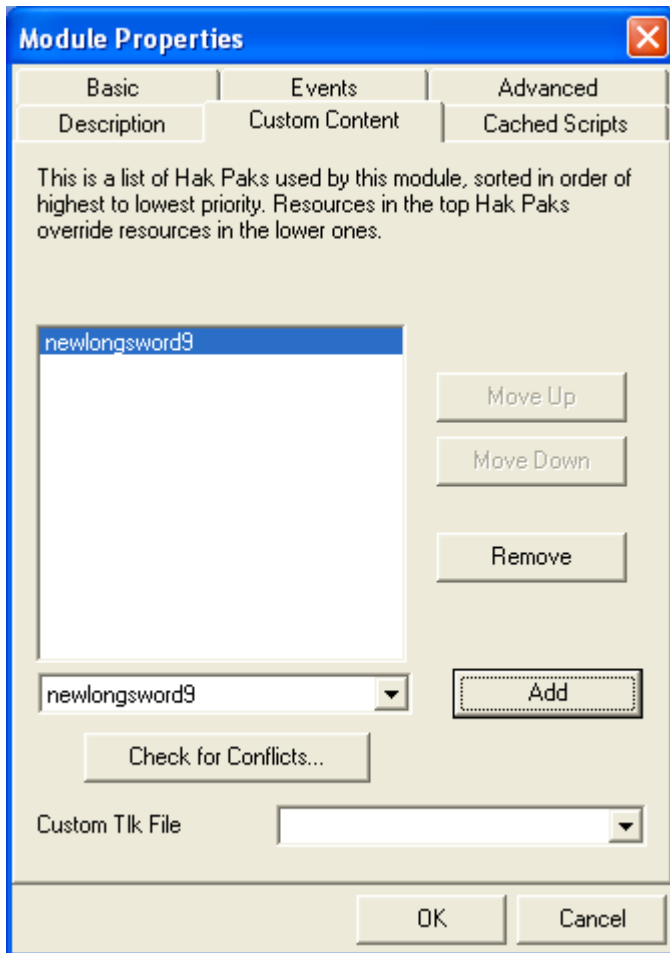 Module Properties
Basic Events Advanced
Description Custom Content Cached Scripts
This is a list of Hak Paks used by this module, sorted in order of
highest to lowest priority. Resources in the top Hak Paks
override resources in the lower ones.
newlongsword9
Move Up
Move Down
Remove
newlongsword9 Add
Check for Conflicts...
Custom Tlk File
OK Cancel